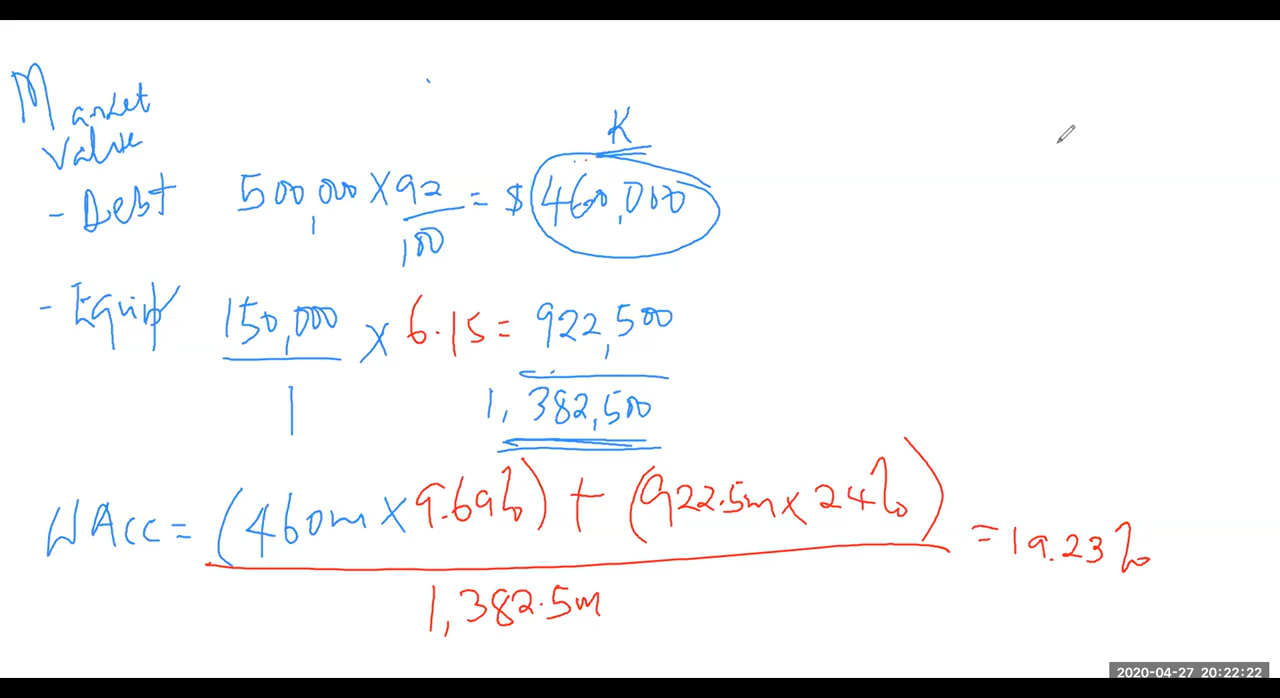 Market
Value
K
- Debt 500,000 X 92/100 = $460,000
- Equity 150,000/1 X 6.15 = 922,500
1,382,500
WACC = (460m X 9.69%) + (922.5m X 24%) = 19.23%
1,382.5m
2020-04-27 20:22:22